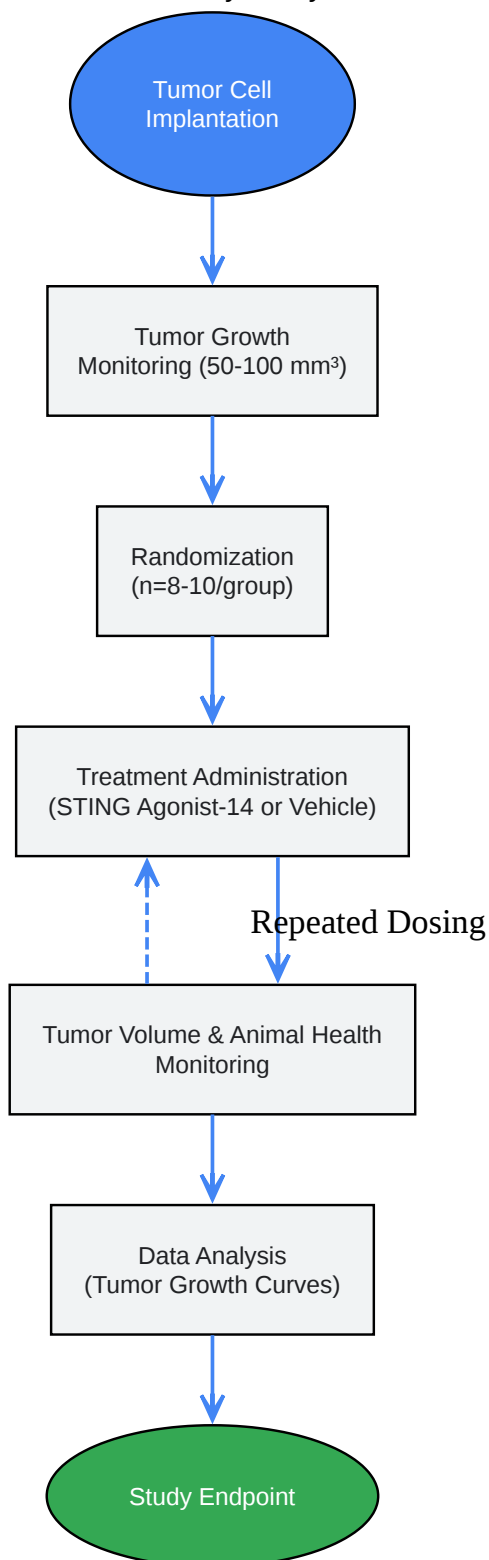 Tumor Cell
Implantation
Tumor Growth
Monitoring (50-100 mm³)
Randomization
(n=8-10/group)
Treatment Administration
(STING Agonist-14 or Vehicle)
Repeated Dosing
Tumor Volume & Animal Health
Monitoring
Data Analysis
(Tumor Growth Curves)
Study Endpoint